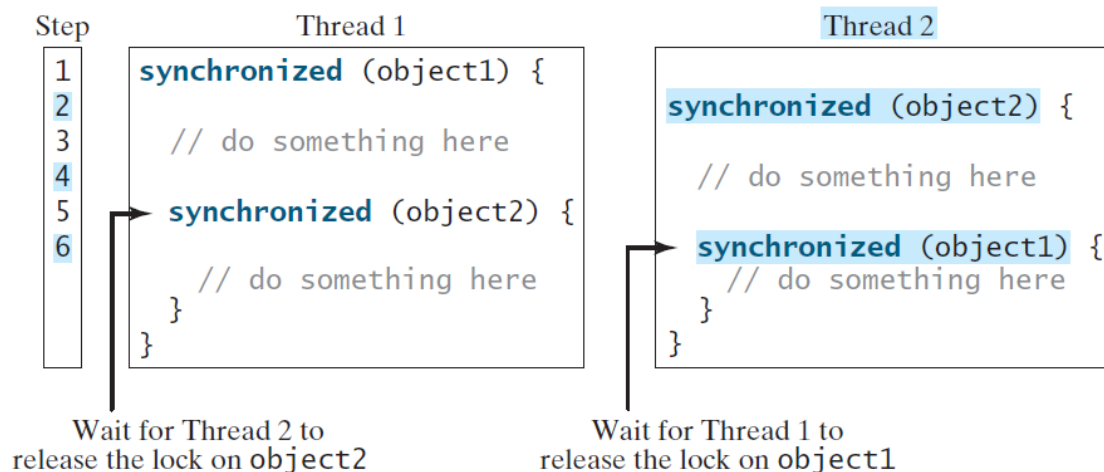 Step
1
2
3
4
5
6
Thread 1
synchronized (object1) {
// do something here
synchronized (object2) {
// do something here
}
}
Wait for Thread 2 to
release the lock on object2
Thread 2
synchronized (object2) {
// do something here
synchronized (object1) {
// do something here
}
}
Wait for Thread 1 to
release the lock on object1